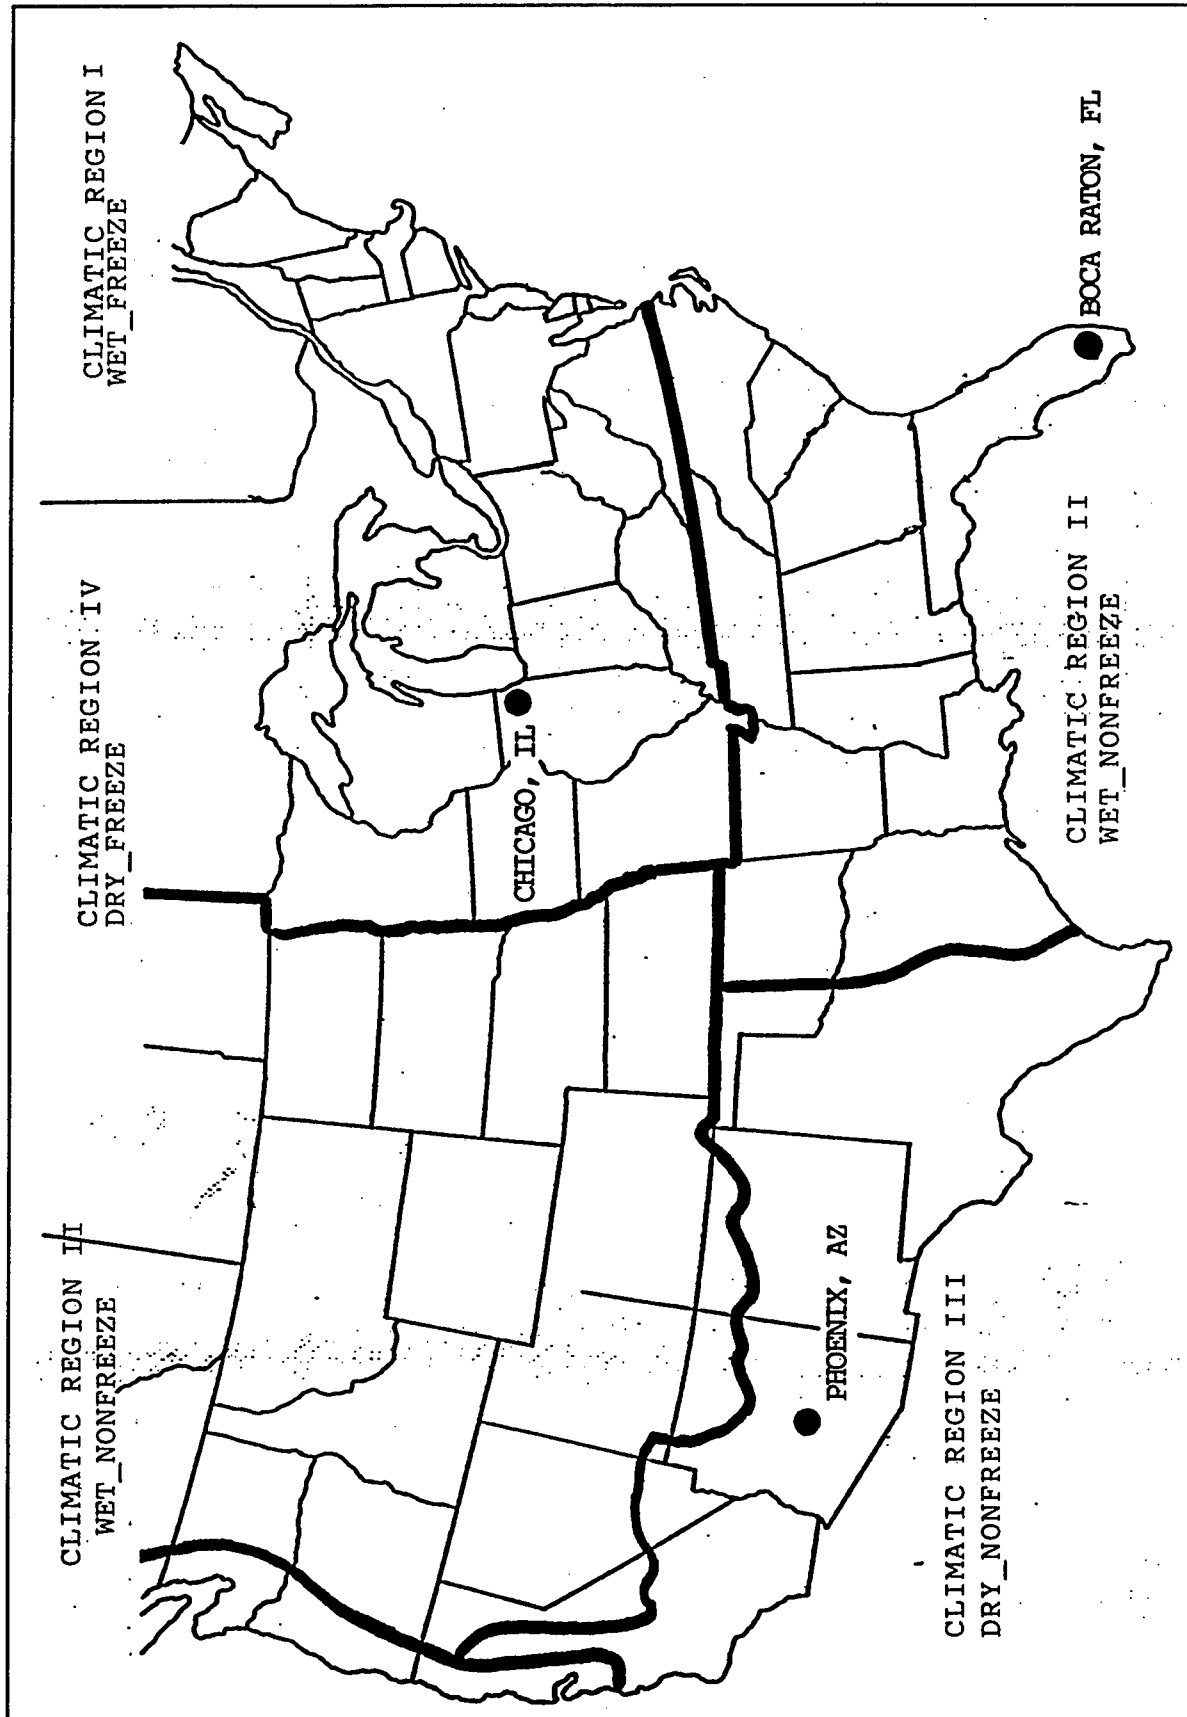 CLIMATIC REGION II
WET_NONFREEZE
CLIMATIC REGION IV
DRY_FREEZE
CLIMATIC REGION I
WET_FREEZE
CHICAGO, IL
PHOENIX, AZ
BOCA RATON, FL
CLIMATIC REGION III
DRY_NONFREEZE
CLIMATIC REGION II
WET_NONFREEZE